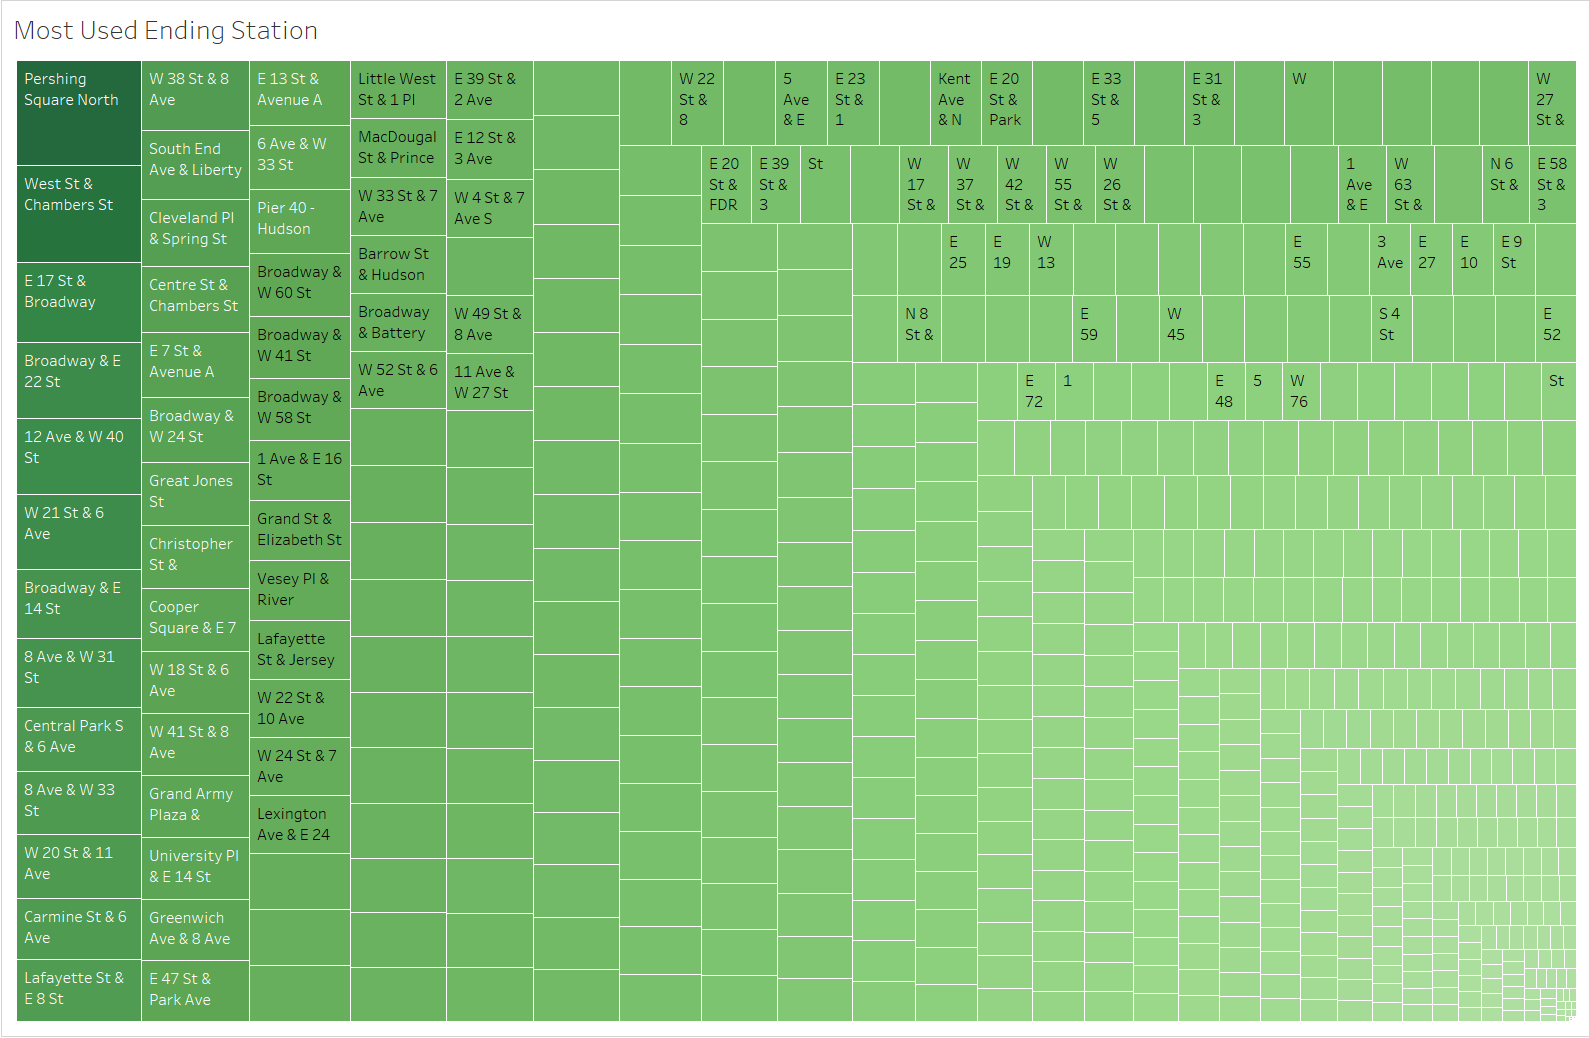 Most Used Ending Station
Pershing
Square North
West St &
Chambers St
E 17 St &
Broadway
Broadway & E
22 St
12 Ave & W 40
St
W 21 St & 6
Ave
Broadway & E
14 St
8 Ave & W 31
St
Central Park S
& 6 Ave
8 Ave & W 33
St
W 20 St & 11
Ave
Carmine St & 6
Ave
Lafayette St &
E 8 St
W 38 St & 8
Ave
South End
Ave & Liberty
Cleveland Pl
& Spring St
Centre St &
Chambers St
E 7 St &
Avenue A
Broadway &
W 24 St
Great Jones
St
Christopher
St &
Cooper
Square & E 7
W 18 St & 6
Ave
W 41 St & 8
Ave
Grand Army
Plaza &
University Pl
& E 14 St
Greenwich
Ave & 8 Ave
E 47 St &
Park Ave
E 13 St &
Avenue A
6 Ave & W
33 St
Pier 40 -
Hudson
Broadway &
W 60 St
Broadway &
W 41 St
Broadway &
W 58 St
1 Ave & E 16
St
Grand St &
Elizabeth St
Vesey Pl &
River
Lafayette
St & Jersey
W 22 St &
10 Ave
W 24 St & 7
Ave
Lexington
Ave & E 24
Little West
St & 1 Pl
MacDougal
St & Prince
W 33 St & 7
Ave
Barrow St
& Hudson
Broadway
& Battery
W 52 St & 6
Ave
E 39 St &
2 Ave
E 12 St &
3 Ave
W 4 St & 7
Ave S
W 49 St &
8 Ave
11 Ave &
W 27 St
W 22
St &
8
5
Ave
& E
E 23
St &
1
Kent
Ave
& N
E 20
St &
Park
E 33
St &
5
E 31
St &
3
W
W
27
St &
E 20
St &
FDR
E 39
St &
3
St
W
17
St &
W
37
St &
W
42
St &
W
55
St &
W
26
St &
1
Ave
& E
W
63
St &
N 6
St &
E 58
St &
3
E
25
E
19
W
13
E
55
3
Ave
E
27
E
10
E 9
St
N 8
St &
E
59
W
45
S 4
St
E
52
E
72
1
E
48
5
W
76
St